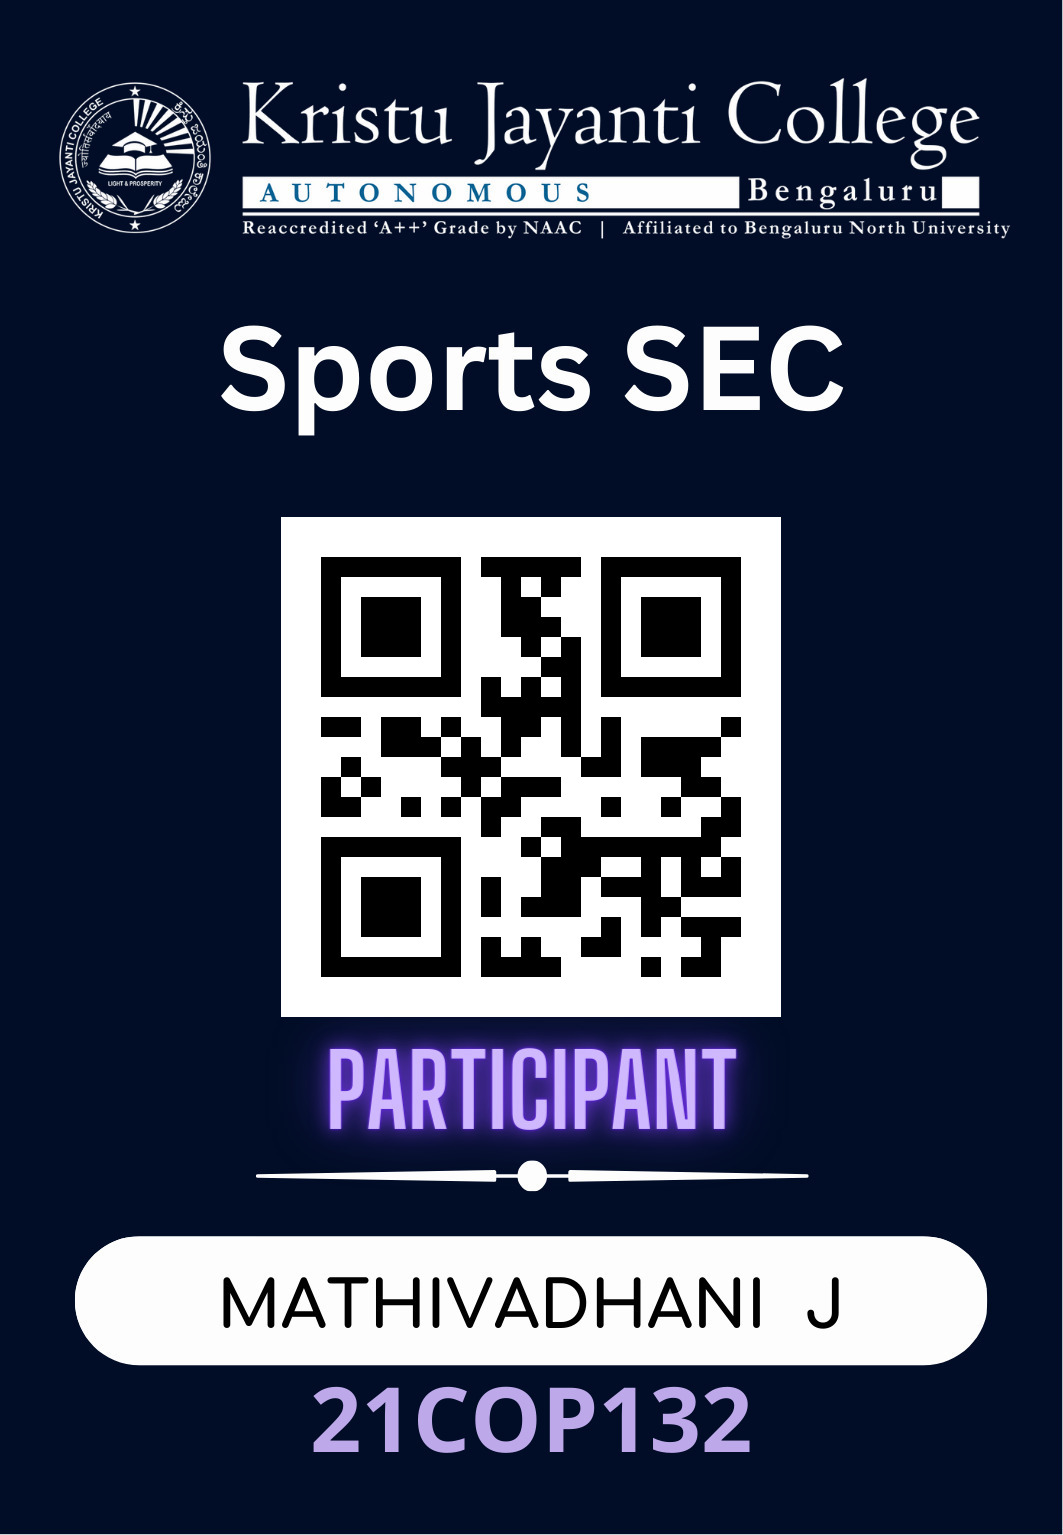 KRISTU JAYANTI COLLEGE
ज्योतिसंवादयाय
LIGHT & PROSPERITY
Kristu Jayanti College
AUTONOMOUS Bengaluru
Reaccredited ‘A++’ Grade by NAAC | Affiliated to Bengaluru North University
Sports SEC
PARTICIPANT
MATHIVADHANI J
21COP132